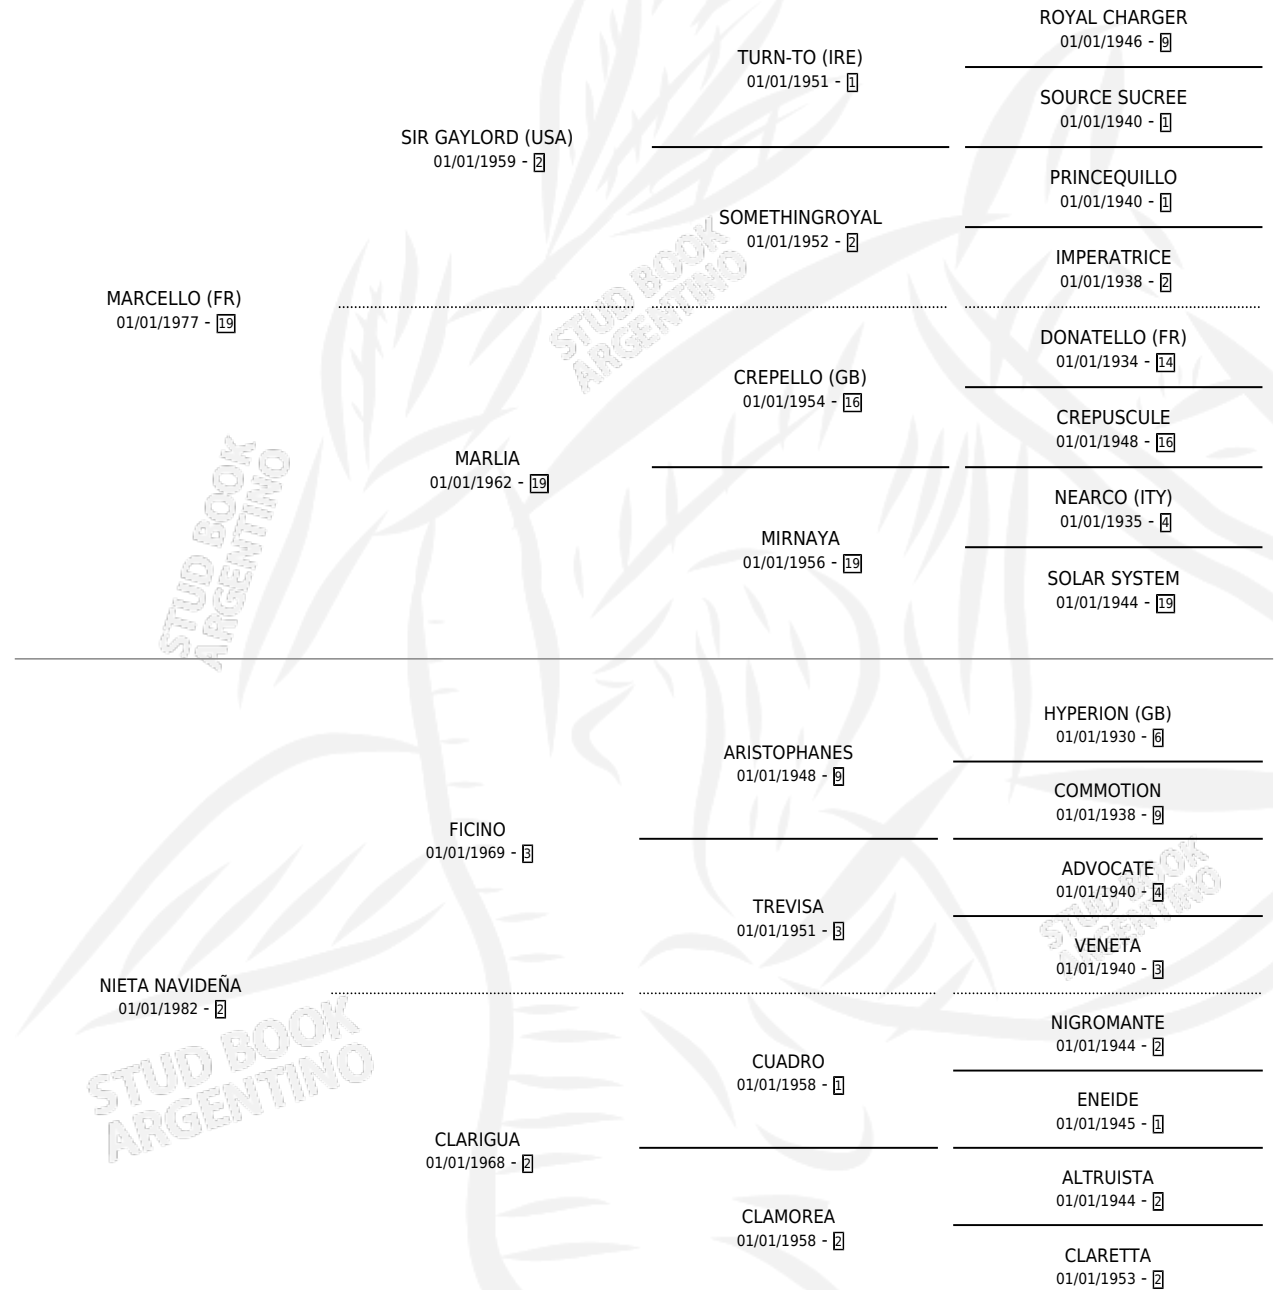 ROYAL CHARGER
01/01/1946 - 9
TURN-TO (IRE)
01/01/1951 - 1
SOURCE SUCREE
01/01/1940 - 1
SIR GAYLORD (USA)
01/01/1959 - 2
PRINCEQUILLO
01/01/1940 - 1
SOMETHINGROYAL
01/01/1952 - 2
IMPERATRICE
01/01/1938 - 2
MARCELLO (FR)
01/01/1977 - 19
DONATELLO (FR)
01/01/1934 - 14
CREPELLO (GB)
01/01/1954 - 16
CREPUSCULE
01/01/1948 - 16
MARLIA
01/01/1962 - 19
NEARCO (ITY)
01/01/1935 - 4
MIRNAYA
01/01/1956 - 19
SOLAR SYSTEM
01/01/1944 - 19
HYPERION (GB)
01/01/1930 - 6
ARISTOPHANES
01/01/1948 - 9
COMMOTION
01/01/1938 - 9
FICINO
01/01/1969 - 3
ADVOCATE
01/01/1940 - 4
TREVISA
01/01/1951 - 3
VENETA
01/01/1940 - 3
NIETA NAVIDEÑA
01/01/1982 - 2
NIGROMANTE
01/01/1944 - 2
CUADRO
01/01/1958 - 1
ENEIDE
01/01/1945 - 1
CLARIGUA
01/01/1968 - 2
ALTRUISTA
01/01/1944 - 2
CLAMOREA
01/01/1958 - 2
CLARETTA
01/01/1953 - 2
STUD BOOK
ARGENTINO
STUD BOOK
ARGENTINO
STUD BOOK
ARGENTINO
STUD BOOK
ARGENTINO